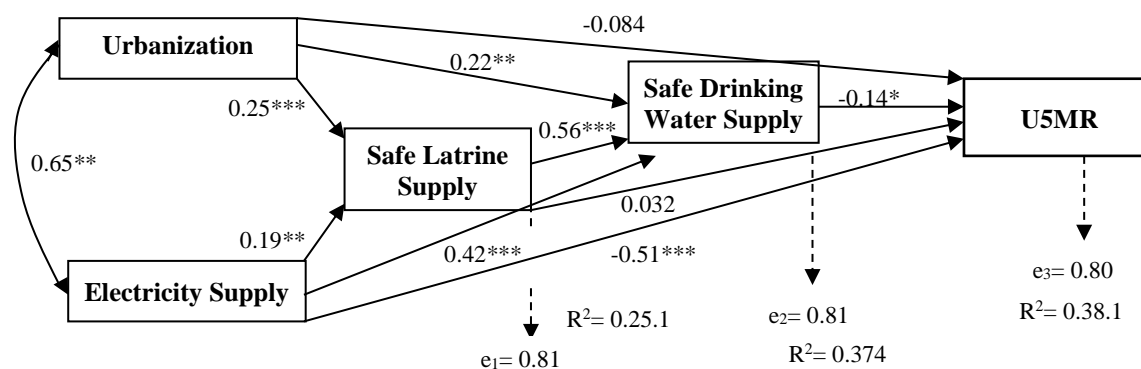 -0.084
Urbanization
0.22**
Safe Drinking
Water Supply
-0.14*
U5MR
0.25***
0.56***
Safe Latrine
Supply
0.65**
0.032
0.19**
0.42***
-0.51***
Electricity Supply
e₃= 0.80
R²= 0.38.1
R²= 0.25.1
e₂= 0.81
R²= 0.374
e₁= 0.81